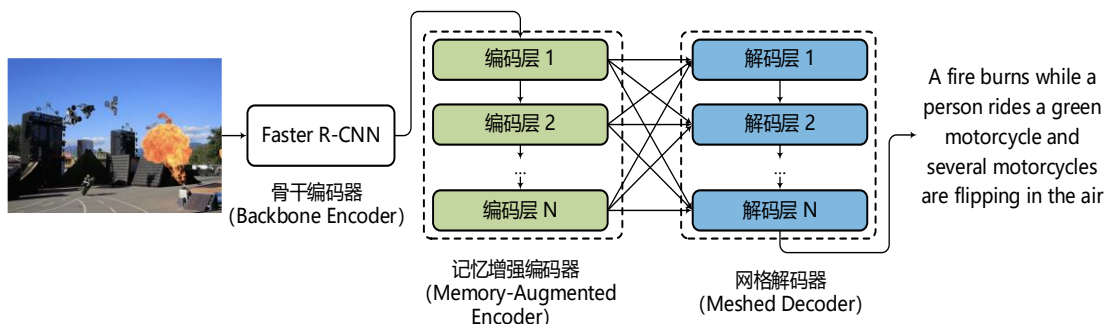 Faster R-CNN
骨干编码器
(Backbone Encoder)
编码层 1
编码层 2
...
编码层 N
记忆增强编码器
(Memory-Augmented
Encoder)
解码层 1
解码层 2
...
解码层 N
网格解码器
(Meshed Decoder)
A fire burns while a
person rides a green
motorcycle and
several motorcycles
are flipping in the air